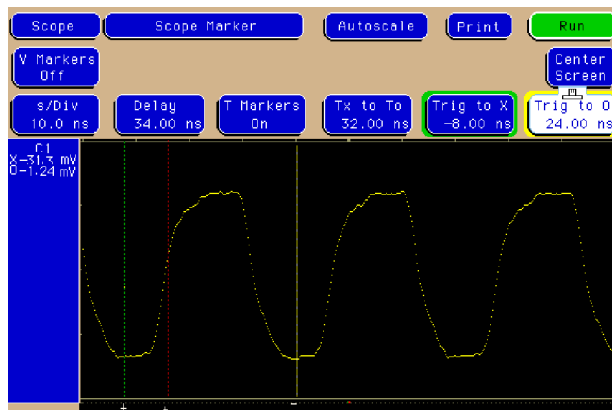 Scope
Scope Marker
Autoscale
Print
Run
V Markers
Off
Center
Screen
s/Div
10.0 ns
Delay
34.00 ns
T Markers
On
Tx to To
32.00 ns
Trig to X
-8.00 ns
Trig to O
24.00 ns
C1
X-31.3 mV
O-1.24 mV